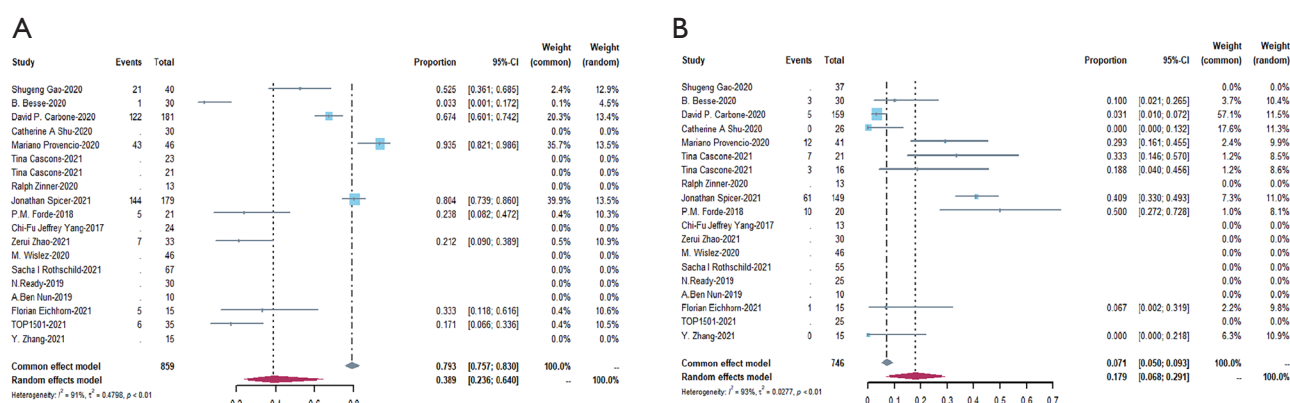 A
Study Events Total Proportion 95%-CI Weight (common) Weight (random)
Shugeng Gao-2020 21 40 0.525 [0.361; 0.685] 2.4% 12.9%
B. Besse-2020 1 30 0.033 [0.001; 0.172] 0.1% 4.5%
David P. Carbone-2020 122 181 0.674 [0.601; 0.742] 20.3% 13.4%
Catherine A Shu-2020 . 30 0.0% 0.0%
Mariano Provencio-2020 43 46 0.935 [0.821; 0.986] 35.7% 13.5%
Tina Cascone-2021 . 23 0.0% 0.0%
Tina Cascone-2021 . 21 0.0% 0.0%
Ralph Zinner-2020 . 13 0.0% 0.0%
Jonathan Spicer-2021 144 179 0.804 [0.739; 0.860] 39.9% 13.5%
P.M. Forde-2018 5 21 0.238 [0.082; 0.472] 0.4% 10.3%
Chi-Fu Jeffrey Yang-2017 . 24 0.0% 0.0%
Zerui Zhao-2021 7 33 0.212 [0.090; 0.389] 0.5% 10.9%
M. Wislez-2020 . 46 0.0% 0.0%
Sacha I Rothschild-2021 . 67 0.0% 0.0%
N.Ready-2019 . 30 0.0% 0.0%
A.Ben Nun-2019 . 10 0.0% 0.0%
Florian Eichhorn-2021 5 15 0.333 [0.118; 0.616] 0.4% 10.6%
TOP1501-2021 6 35 0.171 [0.066; 0.336] 0.4% 10.5%
Y. Zhang-2021 . 15 0.0% 0.0%
Common effect model 859 0.793 [0.757; 0.830] 100.0% --
Random effects model 0.389 [0.236; 0.640] -- 100.0%
Heterogeneity: I² = 91%, τ² = 0.4798, p < 0.01
B
Study Events Total Proportion 95%-CI Weight (common) Weight (random)
Shugeng Gao-2020 . 37 0.0% 0.0%
B. Besse-2020 3 30 0.100 [0.021; 0.265] 3.7% 10.4%
David P. Carbone-2020 5 159 0.031 [0.010; 0.072] 57.1% 11.7%
Catherine A Shu-2020 0 26 0.000 [0.000; 0.132] 17.6% 11.3%
Mariano Provencio-2020 12 41 0.293 [0.161; 0.455] 2.4% 9.9%
Tina Cascone-2021 7 21 0.333 [0.146; 0.570] 1.2% 8.5%
Tina Cascone-2021 3 16 0.188 [0.040; 0.456] 1.2% 8.6%
Ralph Zinner-2020 . 13 0.0% 0.0%
Jonathan Spicer-2021 61 149 0.409 [0.330; 0.493] 7.3% 11.0%
P.M. Forde-2018 10 20 0.500 [0.272; 0.728] 1.0% 8.1%
Chi-Fu Jeffrey Yang-2017 . 13 0.0% 0.0%
Zerui Zhao-2021 . 30 0.0% 0.0%
M. Wislez-2020 . 46 0.0% 0.0%
Sacha I Rothschild-2021 . 55 0.0% 0.0%
N.Ready-2019 . 25 0.0% 0.0%
A.Ben Nun-2019 . 10 0.0% 0.0%
Florian Eichhorn-2021 1 15 0.067 [0.002; 0.319] 2.2% 9.8%
TOP1501-2021 . 25 0.0% 0.0%
Y. Zhang-2021 0 15 0.000 [0.000; 0.218] 6.3% 10.9%
Common effect model 746 0.071 [0.050; 0.093] 100.0% --
Random effects model 0.179 [0.068; 0.291] -- 100.0%
Heterogeneity: I² = 93%, τ² = 0.0277, p < 0.01
0 0.1 0.2 0.3 0.4 0.5 0.6 0.7